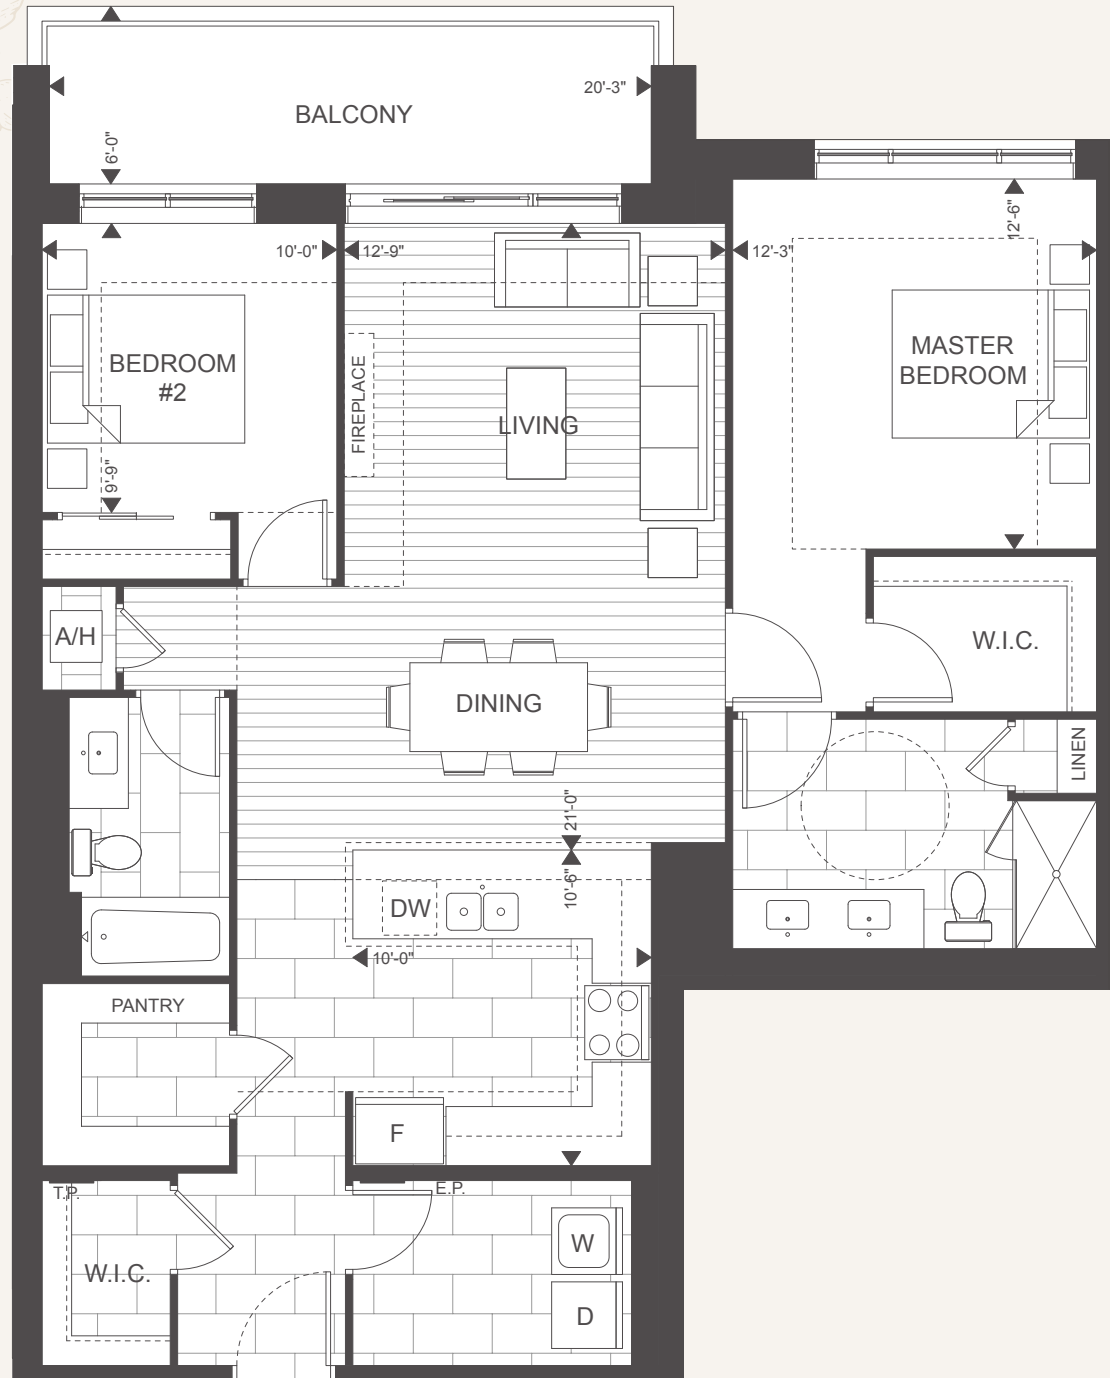 20'-3"
BALCONY
6'-0"
12'-6"
10'-0"
12'-9"
12'-3"
BEDROOM
#2
FIREPLACE
LIVING
MASTER
BEDROOM
9'-9"
A/H
W.I.C.
DINING
LINEN
21'-0"
10'-6"
DW
10'-0"
PANTRY
F
T.P.
E.P.
W
W.I.C.
D